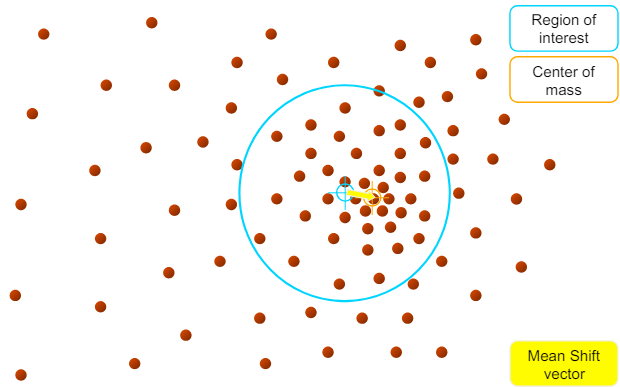 Region of
interest
Center of
mass
Mean Shift
vector